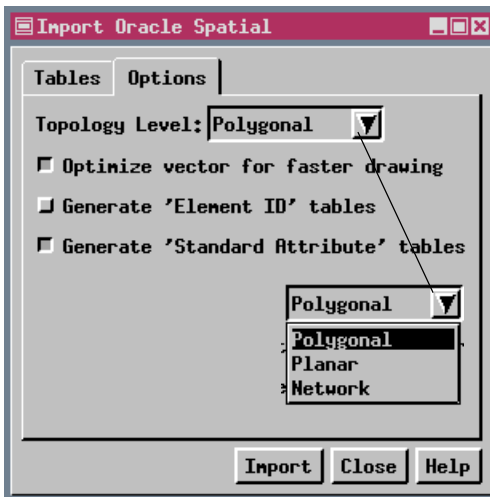 Import Oracle Spatial
Tables Options
Topology Level: Polygonal
Optimize vector for faster drawing
Generate 'Element ID' tables
Generate 'Standard Attribute' tables
Polygonal
Polygonal
Planar
Network
Import Close Help